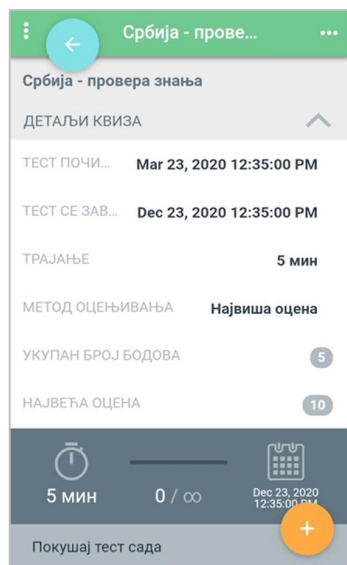 Србија - прове...
Србија - провера знања
ДЕТАЉИ КВИЗА
ТЕСТ ПОЧИ... Mar 23, 2020 12:35:00 PM
ТЕСТ СЕ ЗАВ... Dec 23, 2020 12:35:00 PM
ТРАЈАЊЕ 5 мин
МЕТОД ОЦЕЊИВАЊА Највиша оцена
УКУПАН БРОЈ БОДОВА 5
НАЈВЕЋА ОЦЕНА 10
5 мин 0 / ∞ Dec 23, 2020
12:35:00 PM
Покушај тест сада